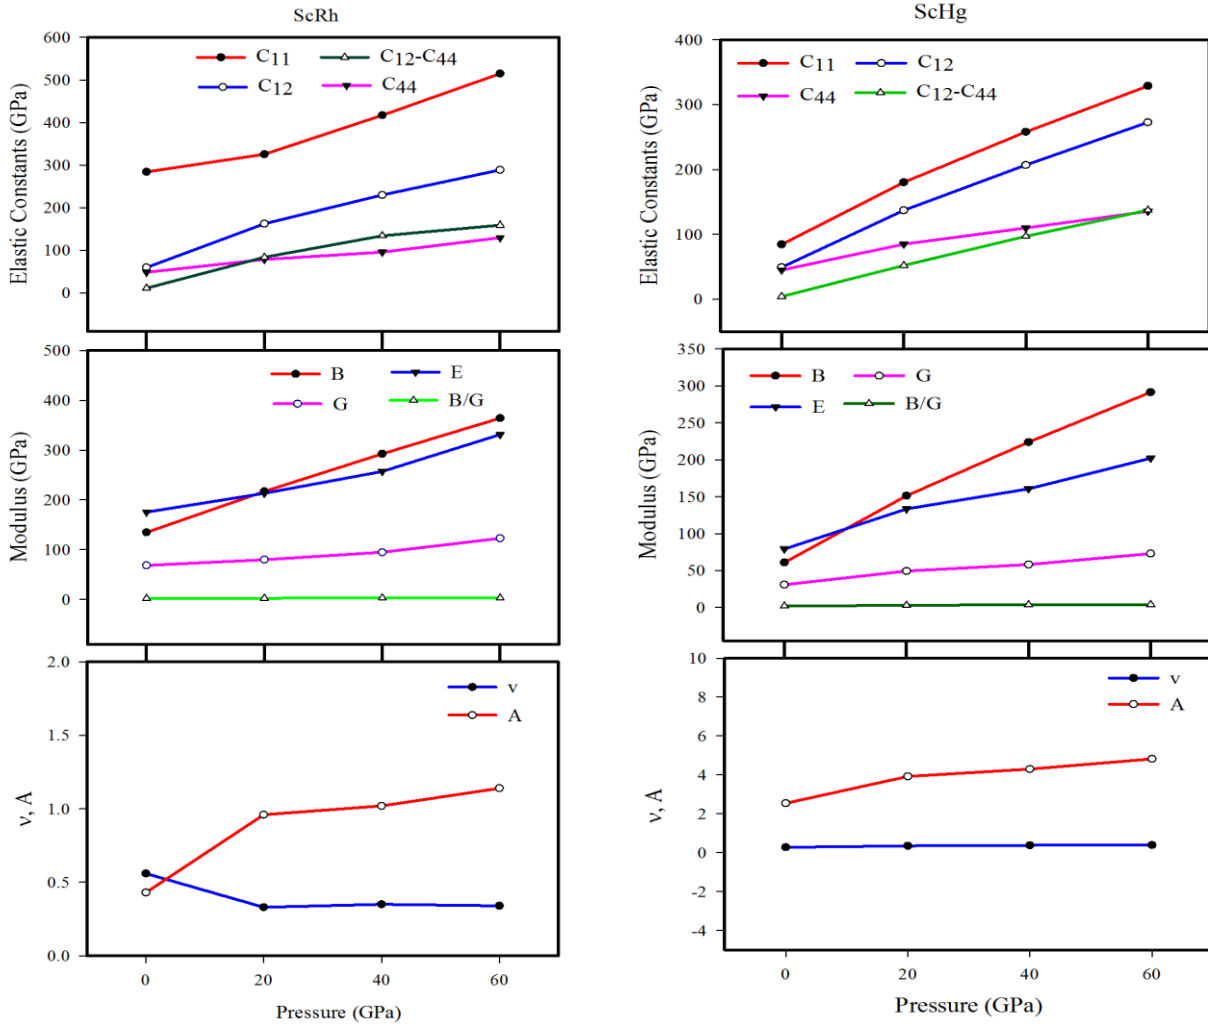 ScRh
600
500
400
300
200
100
0
Elastic Constants (GPa)
C11
C12-C44
C12
C44
500
400
300
200
100
0
Modulus (GPa)
B
E
G
B/G
2.0
1.5
1.0
0.5
0.0
ν, A
v
A
0 20 40 60
Pressure (GPa)
ScHg
400
300
200
100
0
Elastic Constants (GPa)
C11
C12
C44
C12-C44
350
300
250
200
150
100
50
0
Modulus (GPa)
B
G
E
B/G
10
8
6
4
2
0
-2
-4
ν, A
v
A
0 20 40 60
Pressure (GPa)